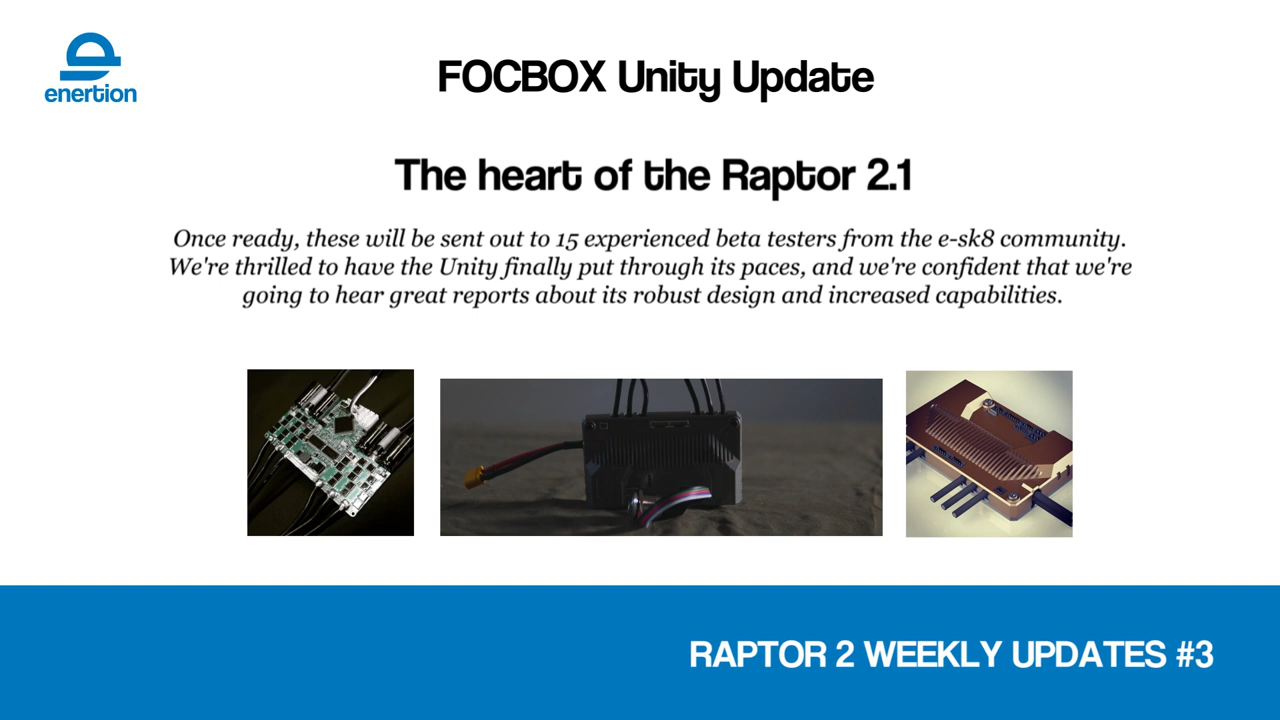 enertion
FOCBOX Unity Update
The heart of the Raptor 2.1
Once ready, these will be sent out to 15 experienced beta testers from the e-sk8 community.
We're thrilled to have the Unity finally put through its paces, and we're confident that we're
going to hear great reports about its robust design and increased capabilities.
RAPTOR 2 WEEKLY UPDATES #3